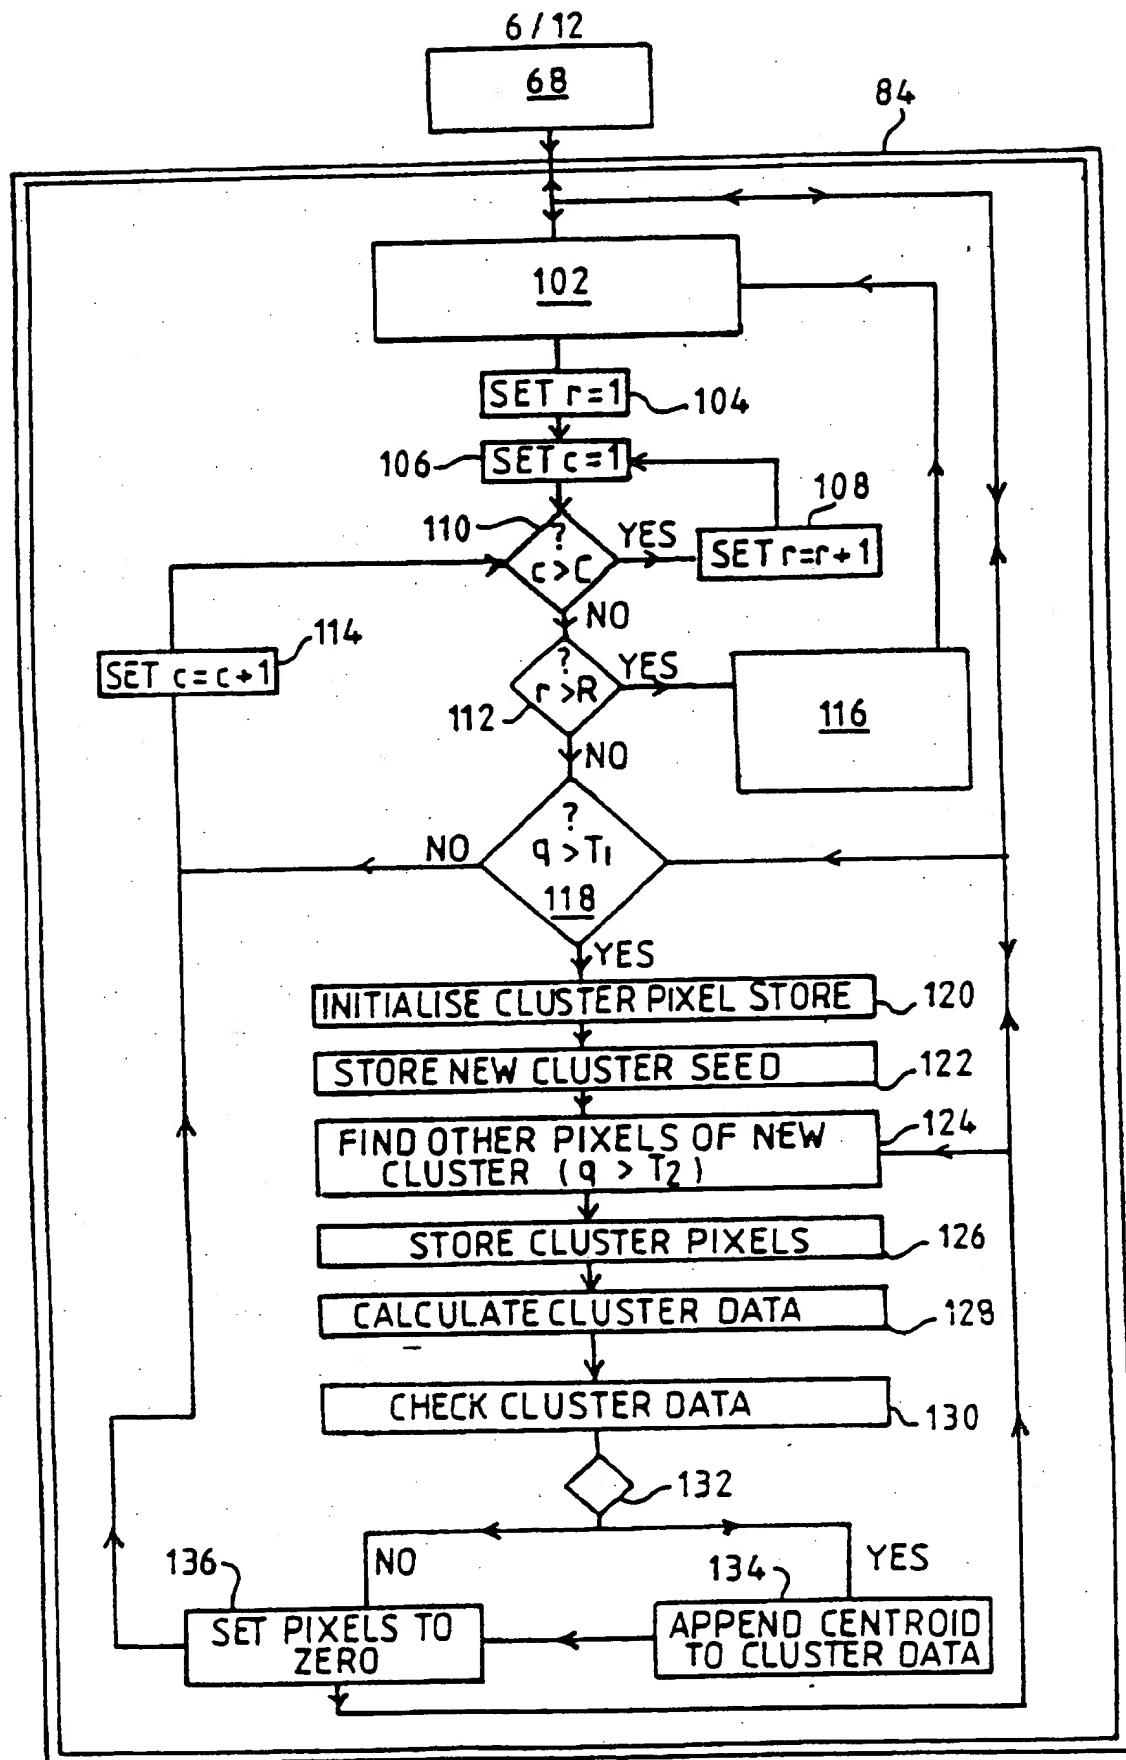 6/12
68
84
102
SET r=1
104
106
SET c=1
108
110
?
c>C
YES
SET r=r+1
NO
114
SET c=c+1
?
r>R
YES
112
116
NO
?
q>T1
118
NO
YES
INITIALISE CLUSTER PIXEL STORE
120
STORE NEW CLUSTER SEED
122
FIND OTHER PIXELS OF NEW
CLUSTER (q > T2)
124
STORE CLUSTER PIXELS
126
CALCULATE CLUSTER DATA
128
CHECK CLUSTER DATA
130
132
NO
YES
136
134
SET PIXELS TO
ZERO
APPEND CENTROID
TO CLUSTER DATA